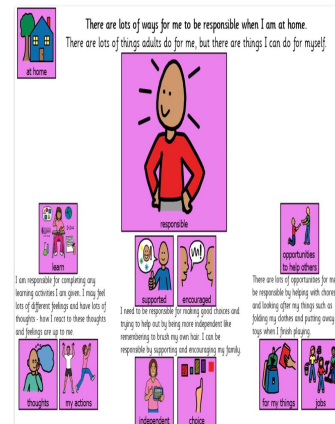 There are lots of ways for me to be responsible when I am at home.
There are lots of things adults do for me, but there are things I can do for myself.
at home
responsible
learn
I am responsible for completing any
learning activities I am given. I may feel
lots of different feelings and have lots of
thoughts - how I react to these thoughts
and feelings are up to me.
thoughts
my actions
supported
encouraged
I need to be responsible for making good choices and
trying to help out by being more independent like
remembering to brush my own hair. I can be
responsible by supporting and encouraging my family.
independent
choice
opportunities
to help others
There are lots of opportunities for me
be responsible by helping with chores
and looking after my things such as
folding my clothes and putting away
toys when I finish playing.
for my things
jobs